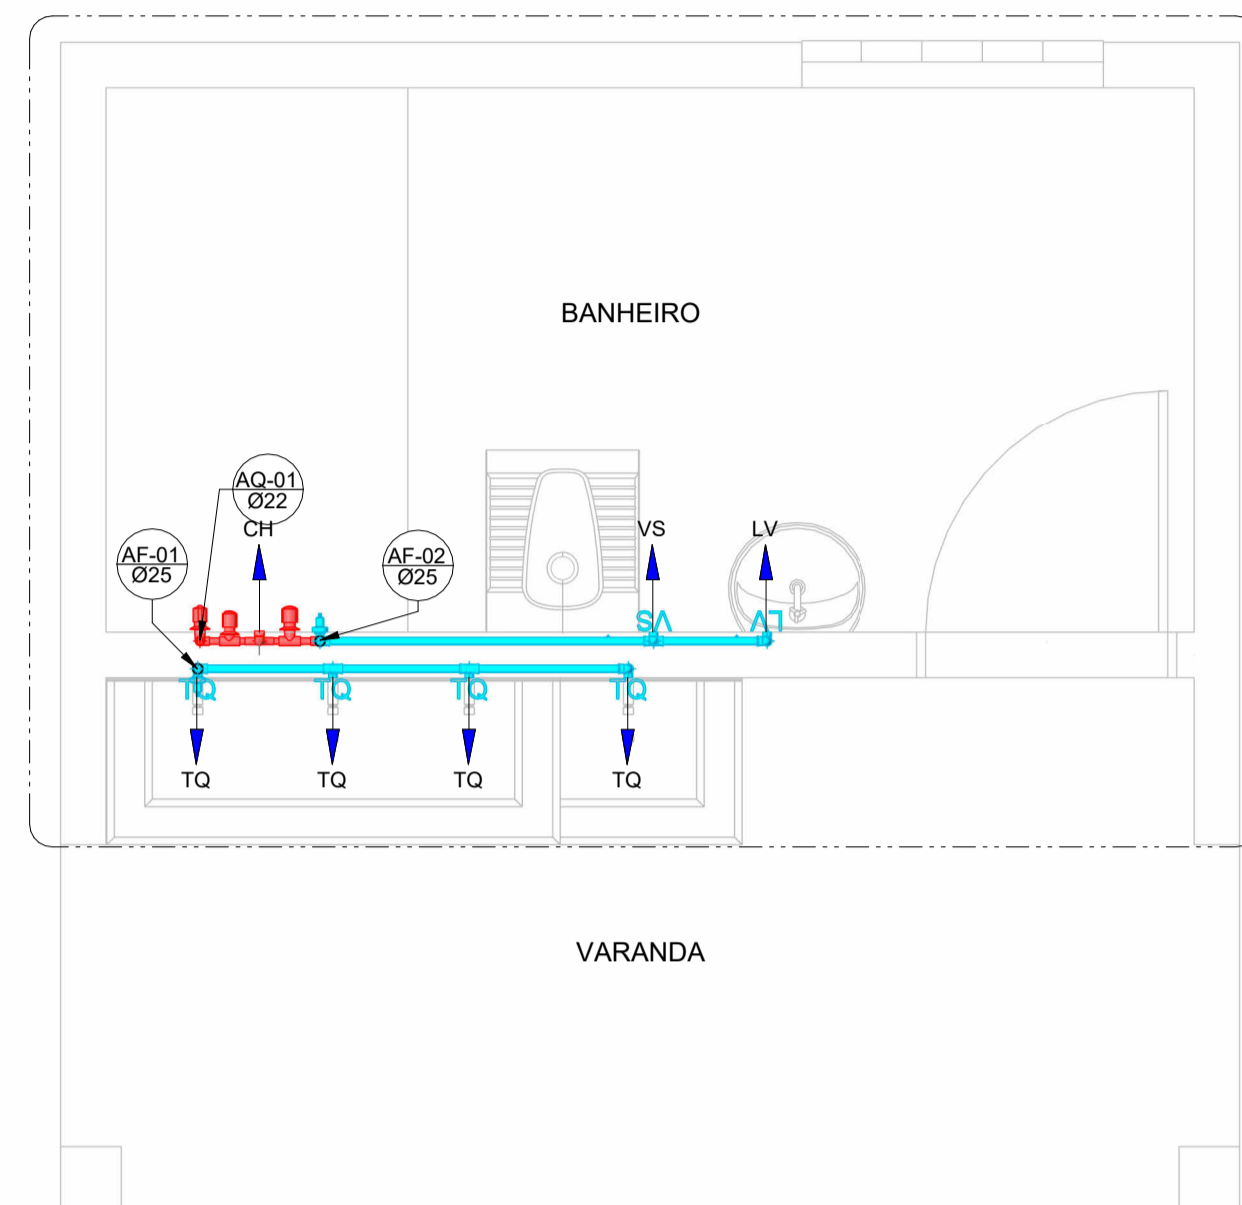 BANHEIRO
AQ-01
Ø22
CH
AF-01
Ø25
AF-02
Ø25
VS
LV
VS
LV
TQ
TQ
TQ
TQ
TQ
TQ
TQ
TQ
VARANDA